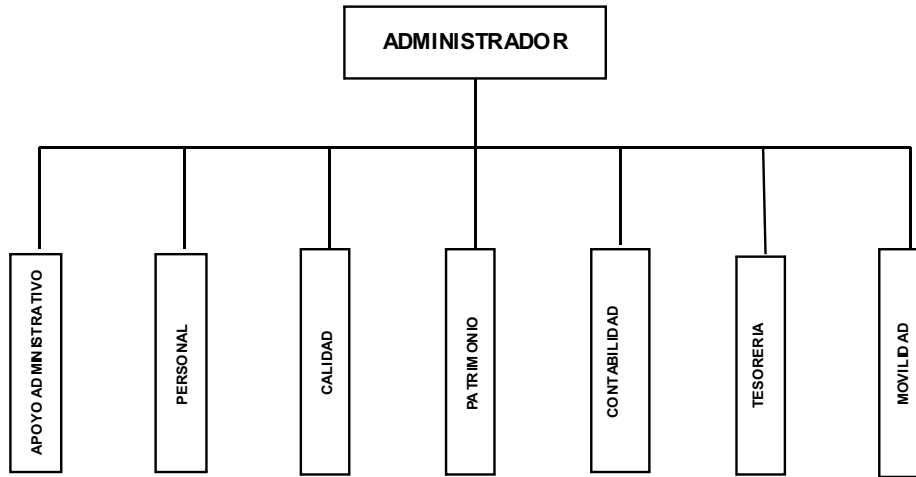 ADMINISTRADOR
APOYO ADMINISTRATIVO
PERSONAL
CALIDAD
PATRIMONIO
CONTABILIDAD
TESORERIA
MOVILIDAD